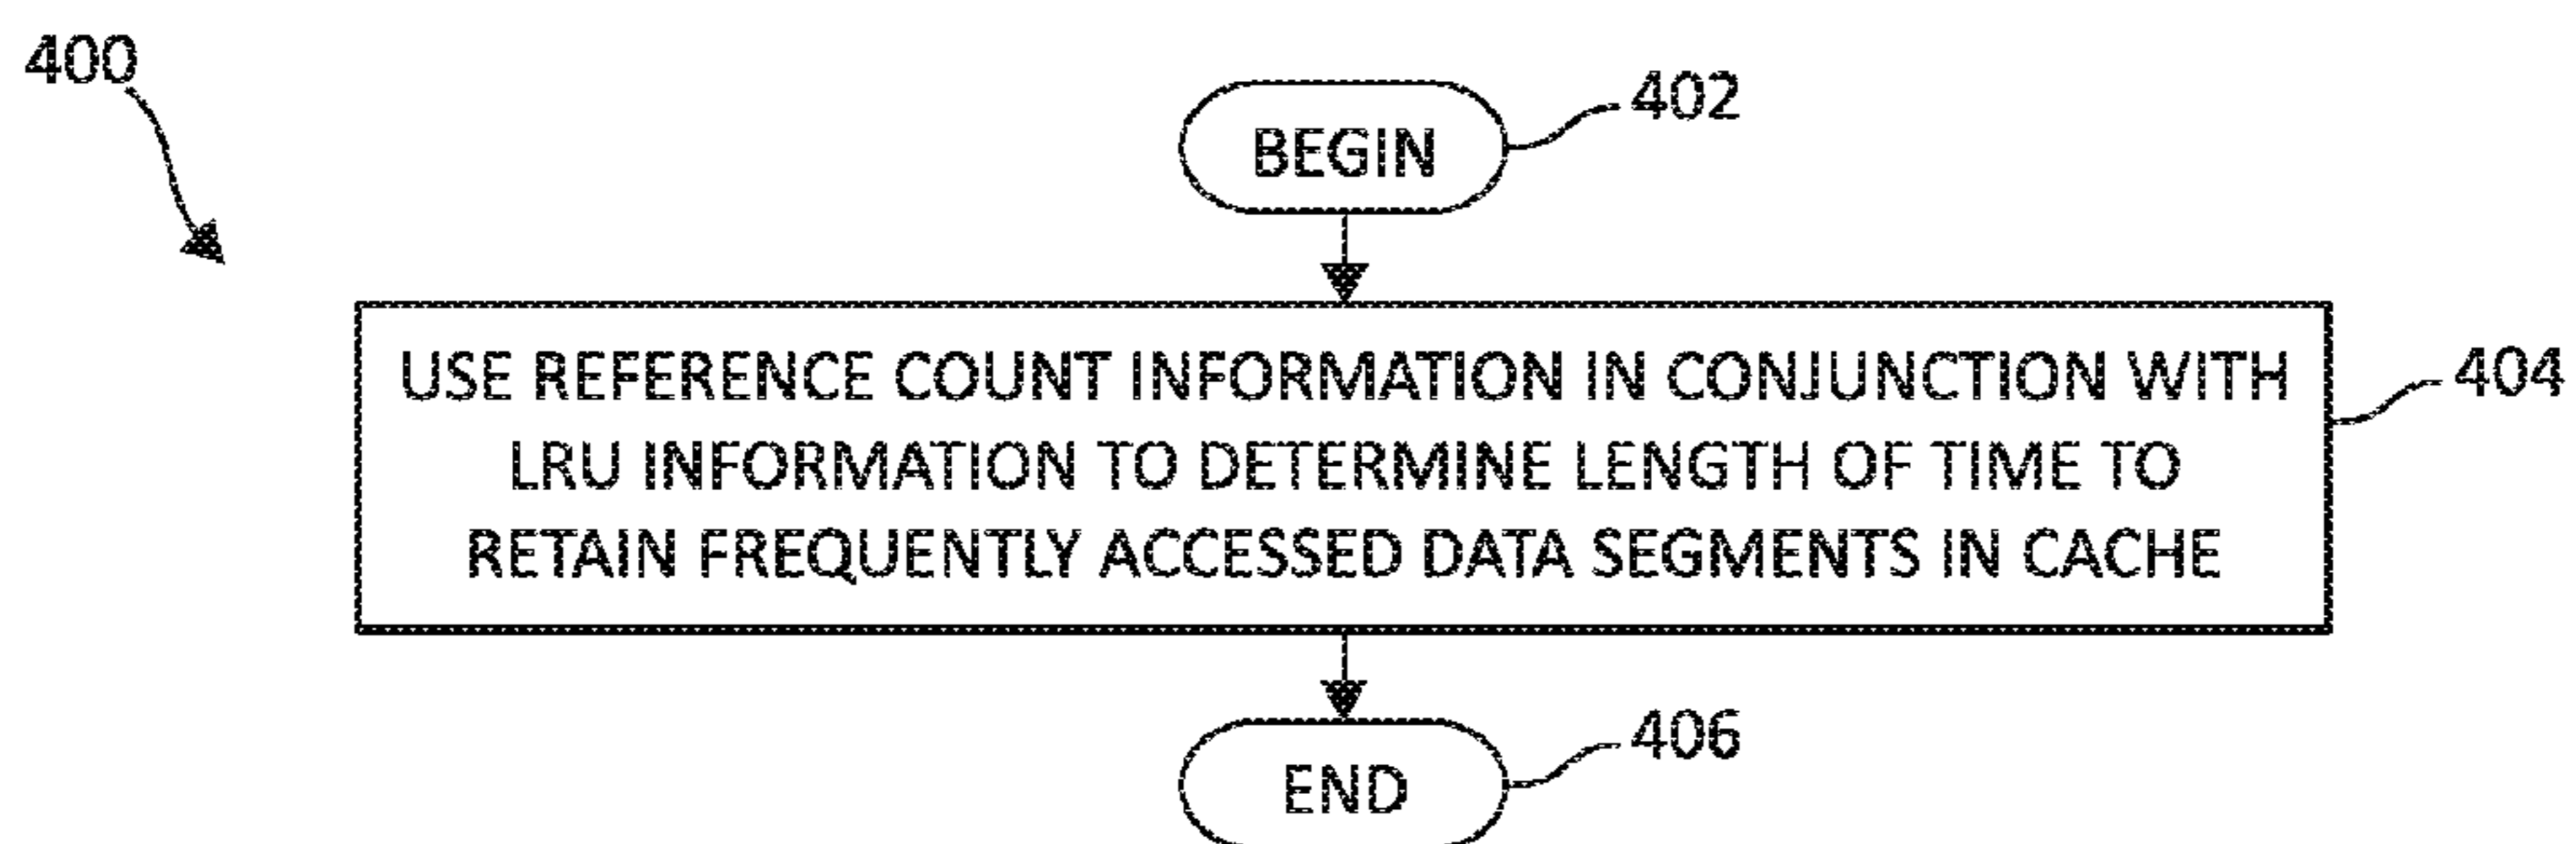 400
BEGIN
402
USE REFERENCE COUNT INFORMATION IN CONJUNCTION WITH
LRU INFORMATION TO DETERMINE LENGTH OF TIME TO
RETAIN FREQUENTLY ACCESSED DATA SEGMENTS IN CACHE
404
END
406